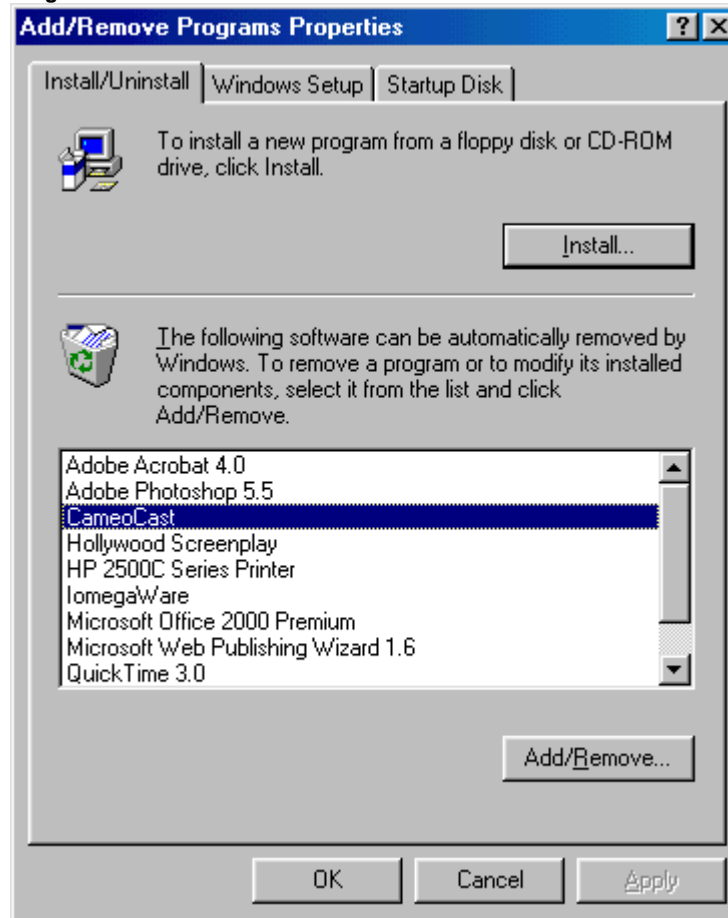 Add/Remove Programs Properties
Install/Uninstall
Windows Setup
Startup Disk
To install a new program from a floppy disk or CD-ROM
drive, click Install.
Install...
The following software can be automatically removed by
Windows. To remove a program or to modify its installed
components, select it from the list and click
Add/Remove.
Adobe Acrobat 4.0
Adobe Photoshop 5.5
CameoCast
Hollywood Screenplay
HP 2500C Series Printer
IomegaWare
Microsoft Office 2000 Premium
Microsoft Web Publishing Wizard 1.6
QuickTime 3.0
Add/Remove...
OK
Cancel
Apply